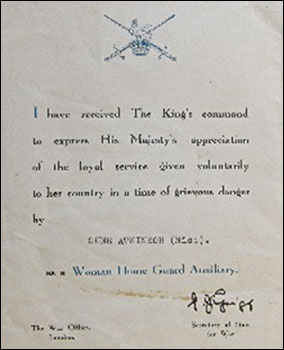 I have received The King's command
to express His Majesty's appreciation
of the loyal service given voluntarily
to her country in a time of grievous danger
by
(Miss).
as a Woman Home Guard Auxiliary.
The War Office, Secretary of State
London. for War